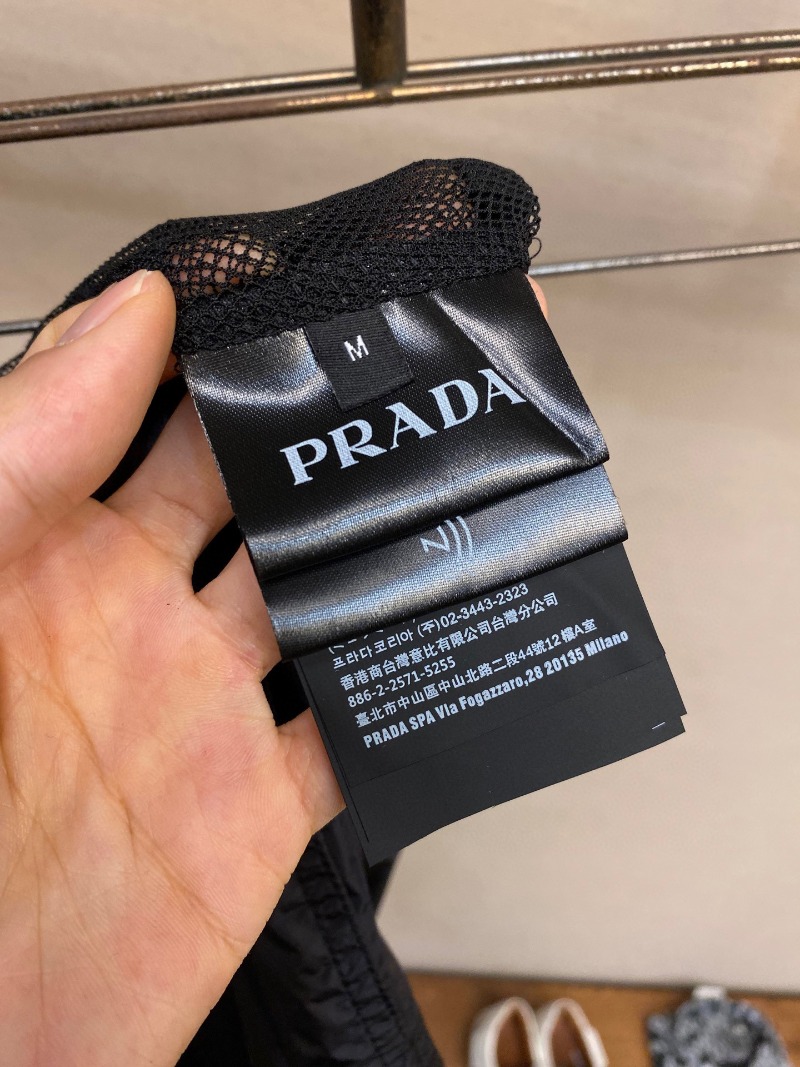 M
PRADA
N
(주)02-3443-2323
프라다코리아
香港商台灣意比有限公司台灣分公司
886-2-2571-5255
臺北市中山區中山北路二段44號12樓A室
PRADA SPA Via Fogazzaro,28 20135 Milano